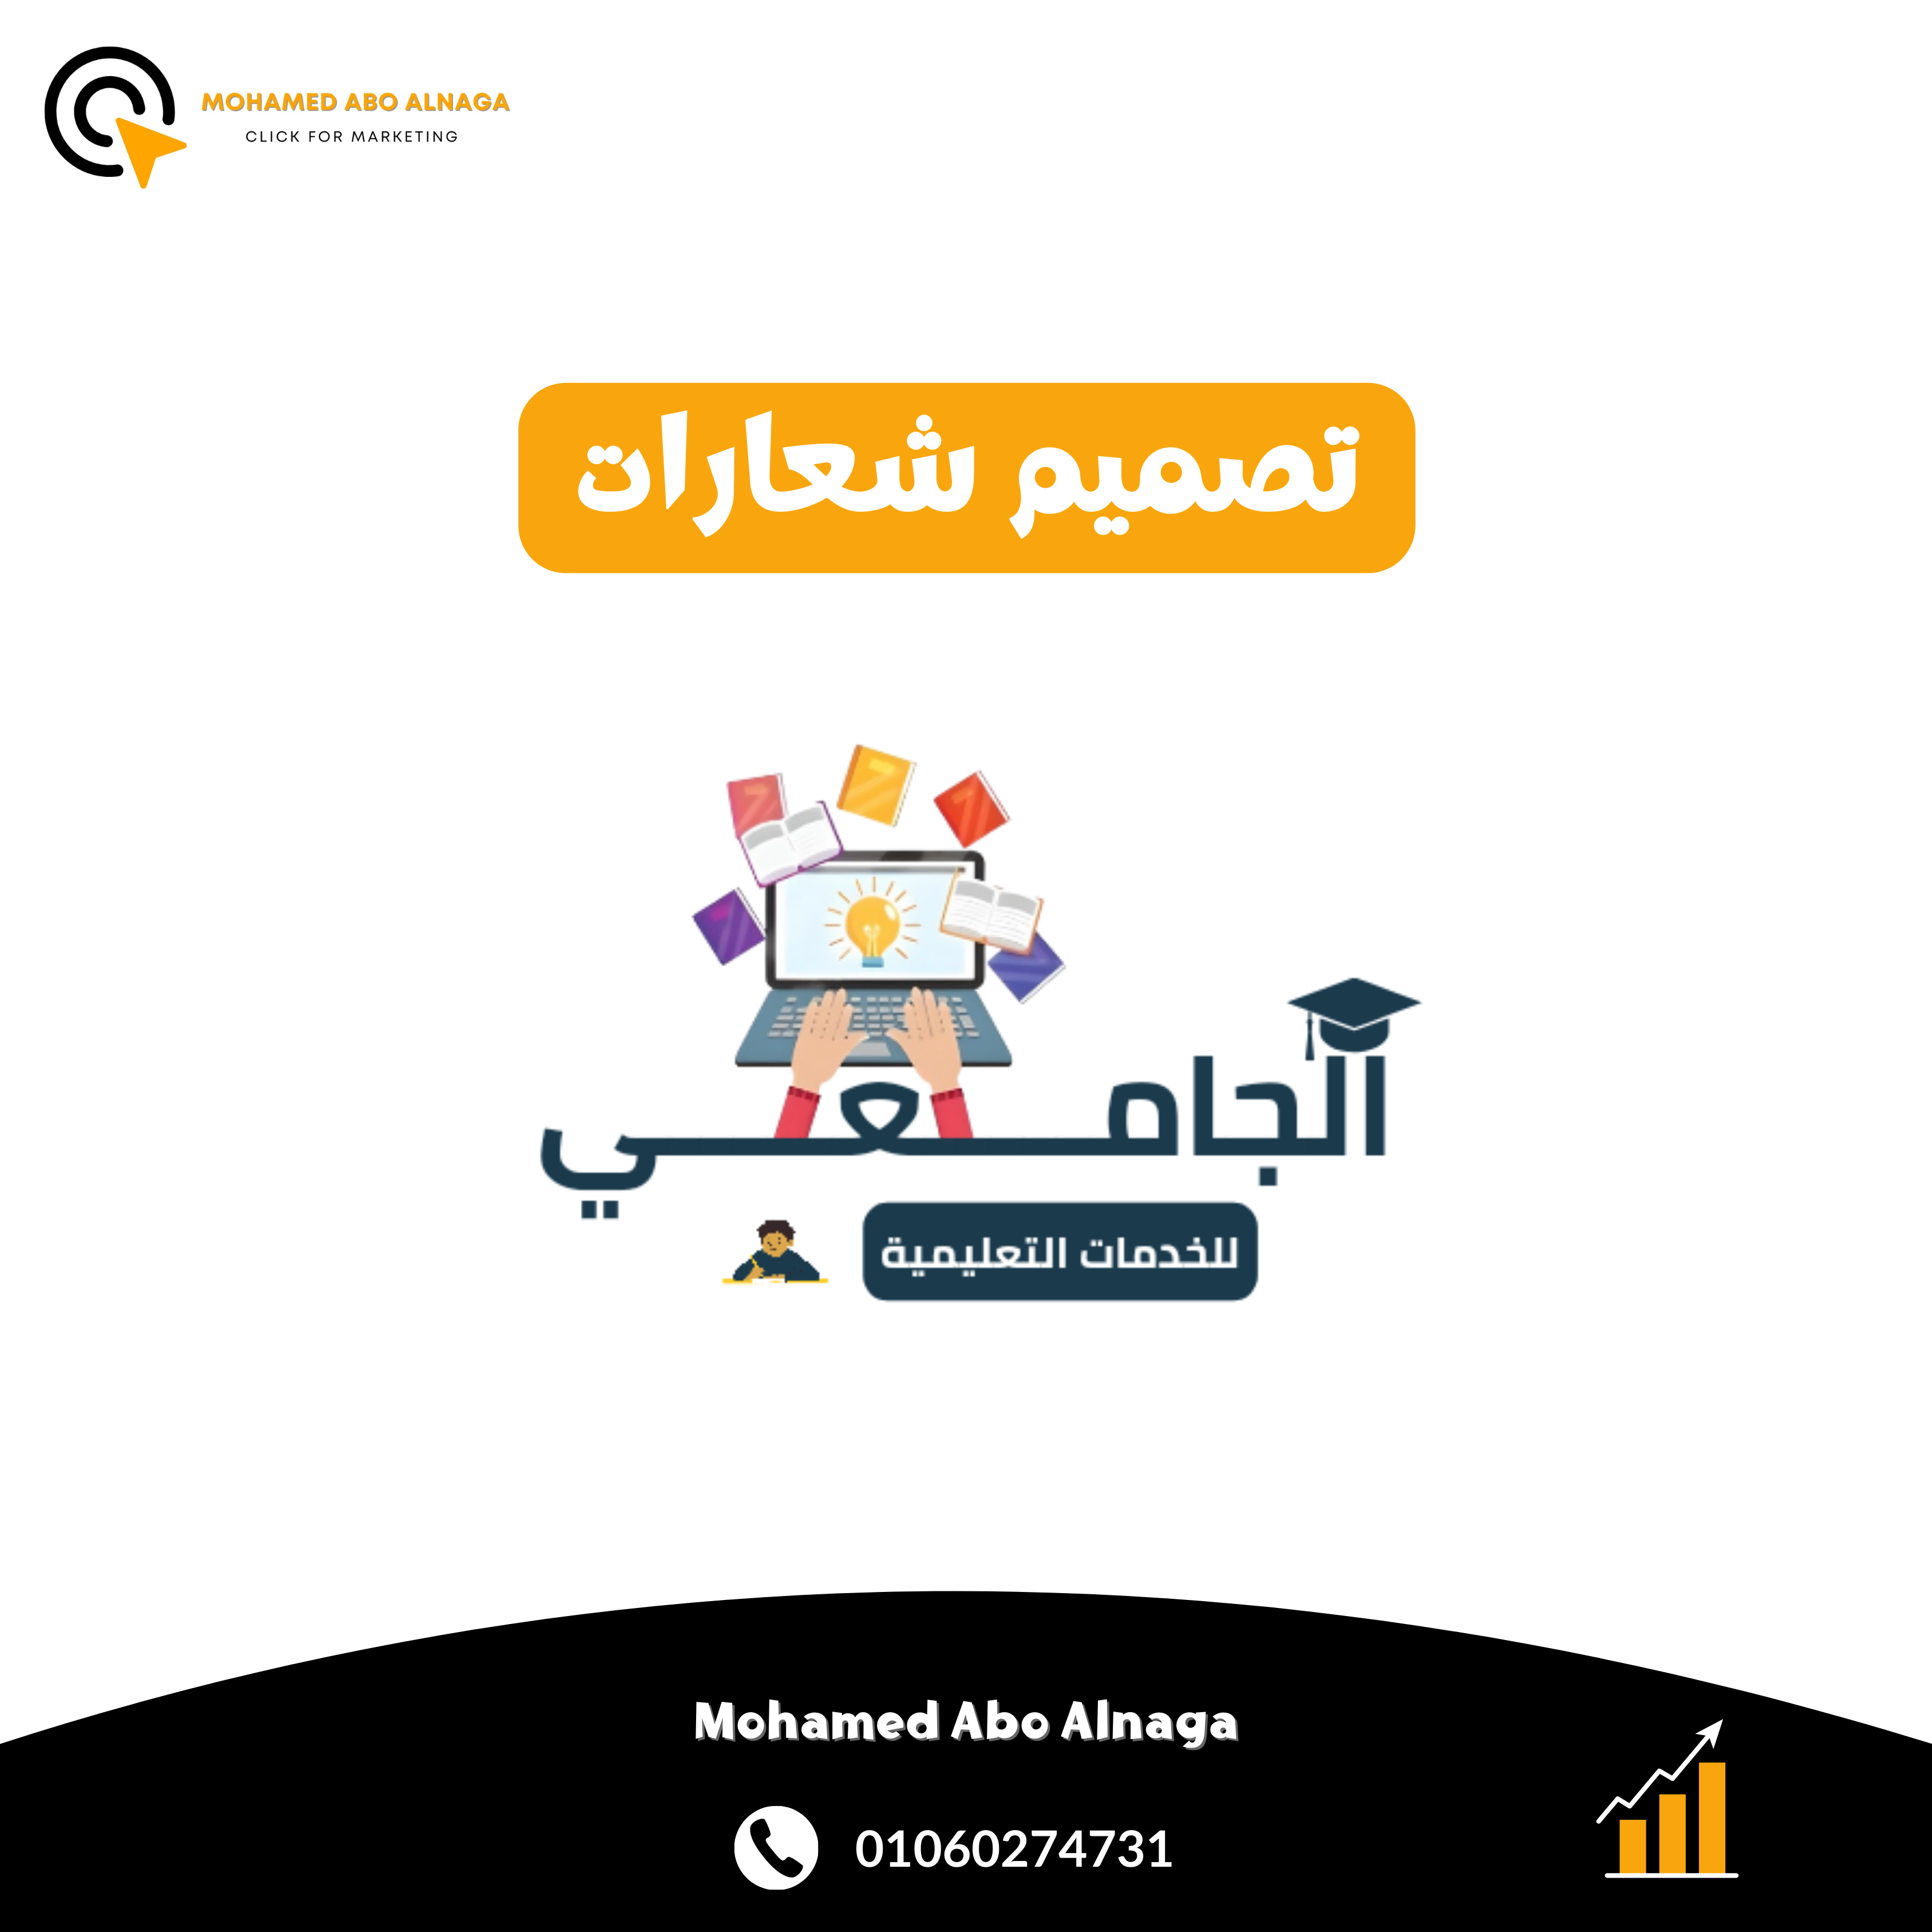 MOHAMED ABO ALNAGA
CLICK FOR MARKETING
تصميم شعارات
الجامعي
للخدمات التعليمية
Mohamed Abo Alnaga
01060274731